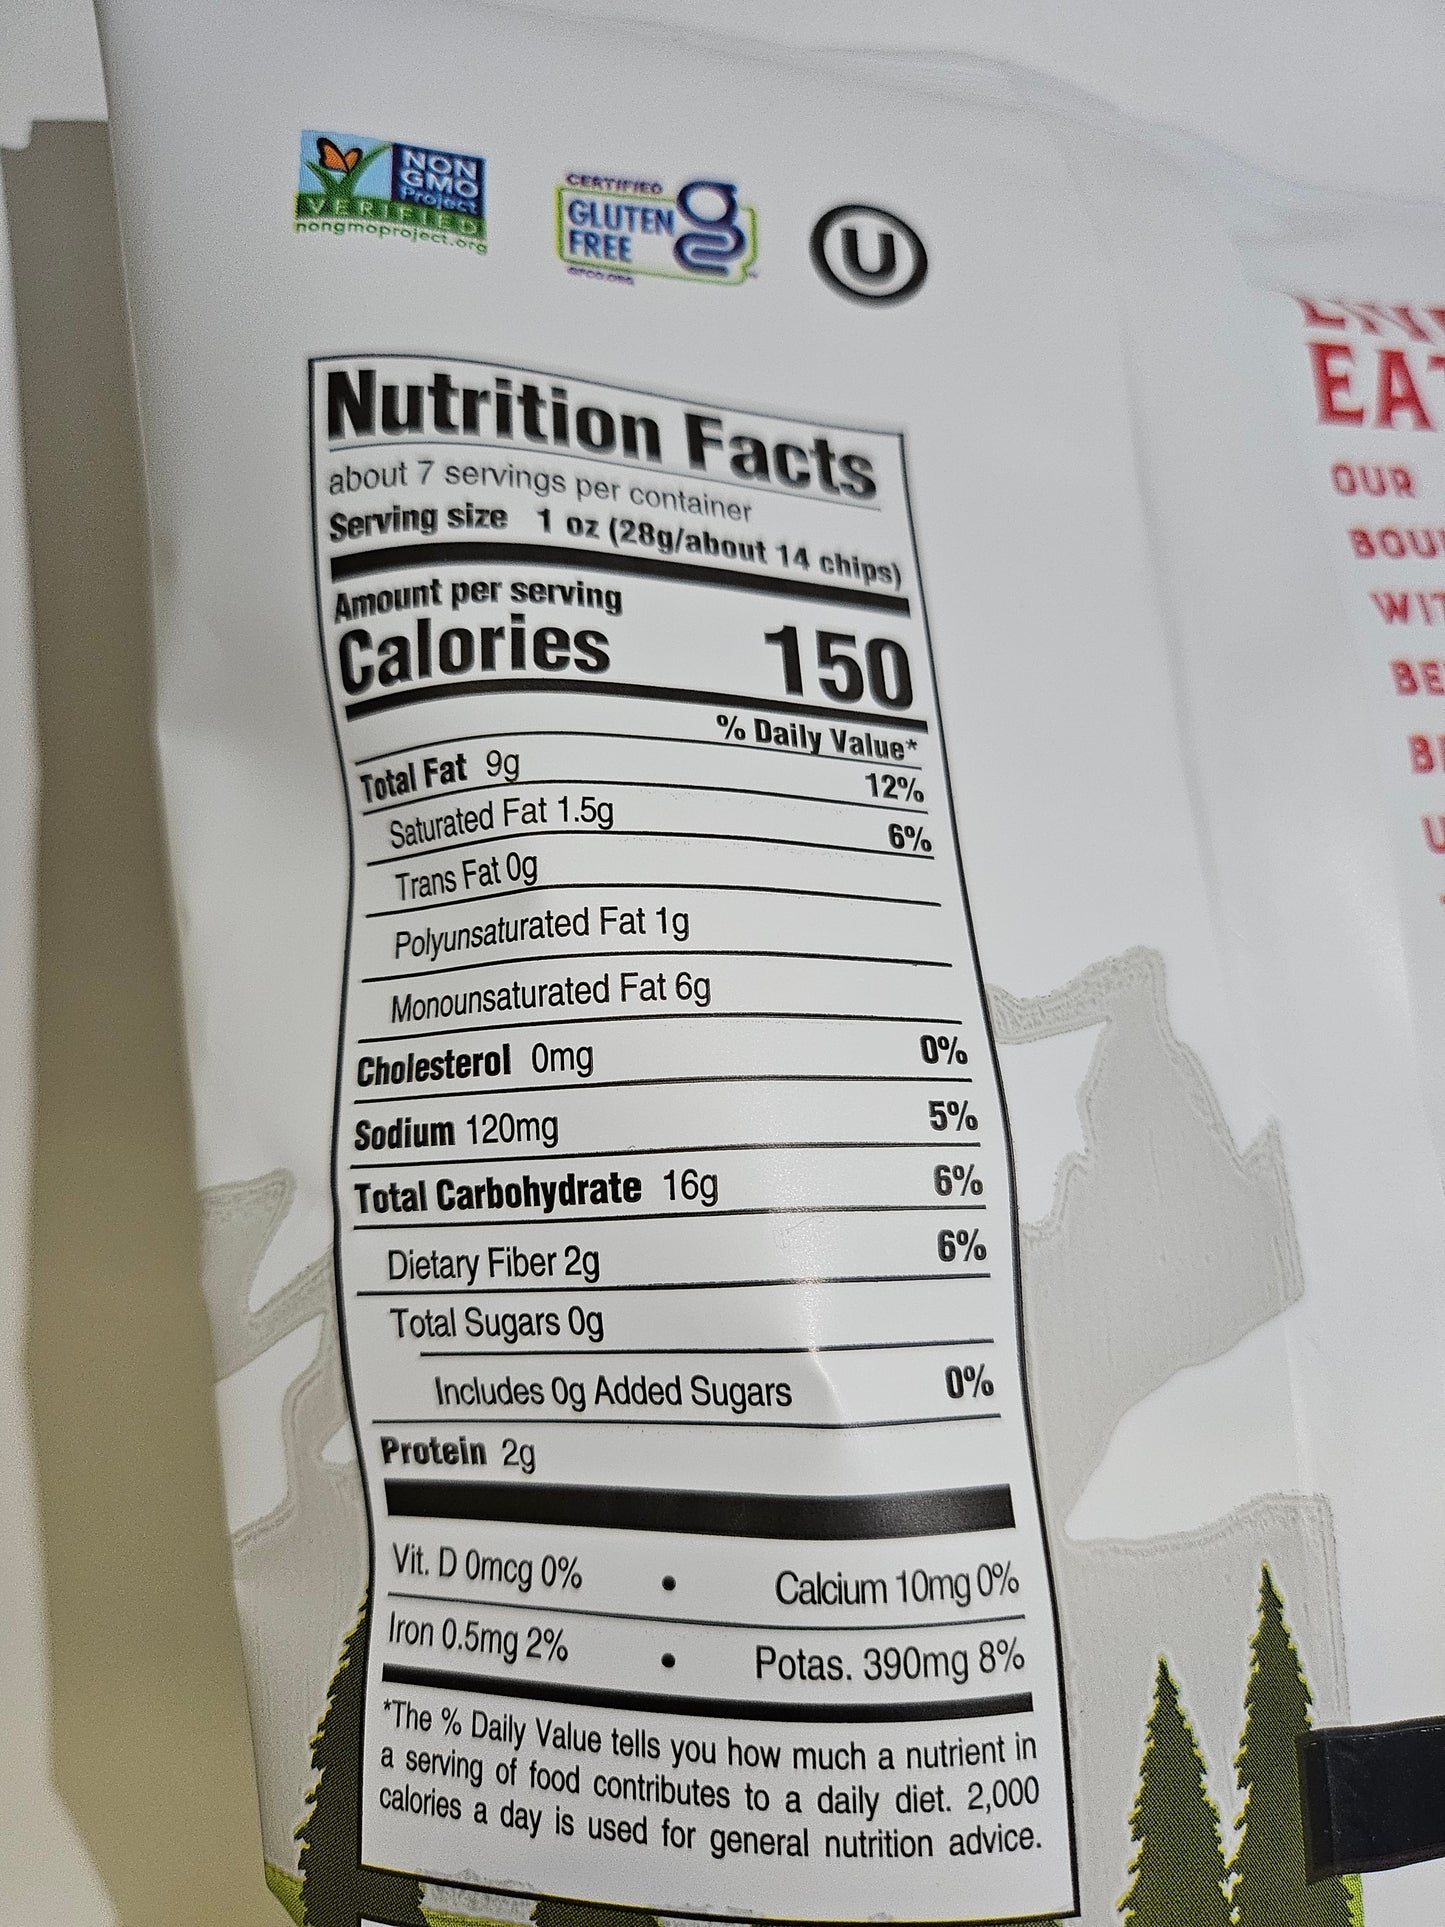 NON
GMO
Project
VERIFIED
nongmoproject.org
CERTIFIED
GLUTEN
FREE
g
GFCO.ORG
U
Nutrition Facts
about 7 servings per container
Serving size 1 oz (28g/about 14 chips)
Amount per serving
Calories 150
% Daily Value*
Total Fat 9g 12%
Saturated Fat 1.5g 6%
Trans Fat 0g
Polyunsaturated Fat 1g
Monounsaturated Fat 6g
Cholesterol 0mg 0%
Sodium 120mg 5%
Total Carbohydrate 16g 6%
Dietary Fiber 2g 6%
Total Sugars 0g
Includes 0g Added Sugars 0%
Protein 2g
Vit. D 0mcg 0% • Calcium 10mg 0%
Iron 0.5mg 2% • Potas. 390mg 8%
*The % Daily Value tells you how much a nutrient in
a serving of food contributes to a daily diet. 2,000
calories a day is used for general nutrition advice.
EAT
OUR
BOU
WIT
BE